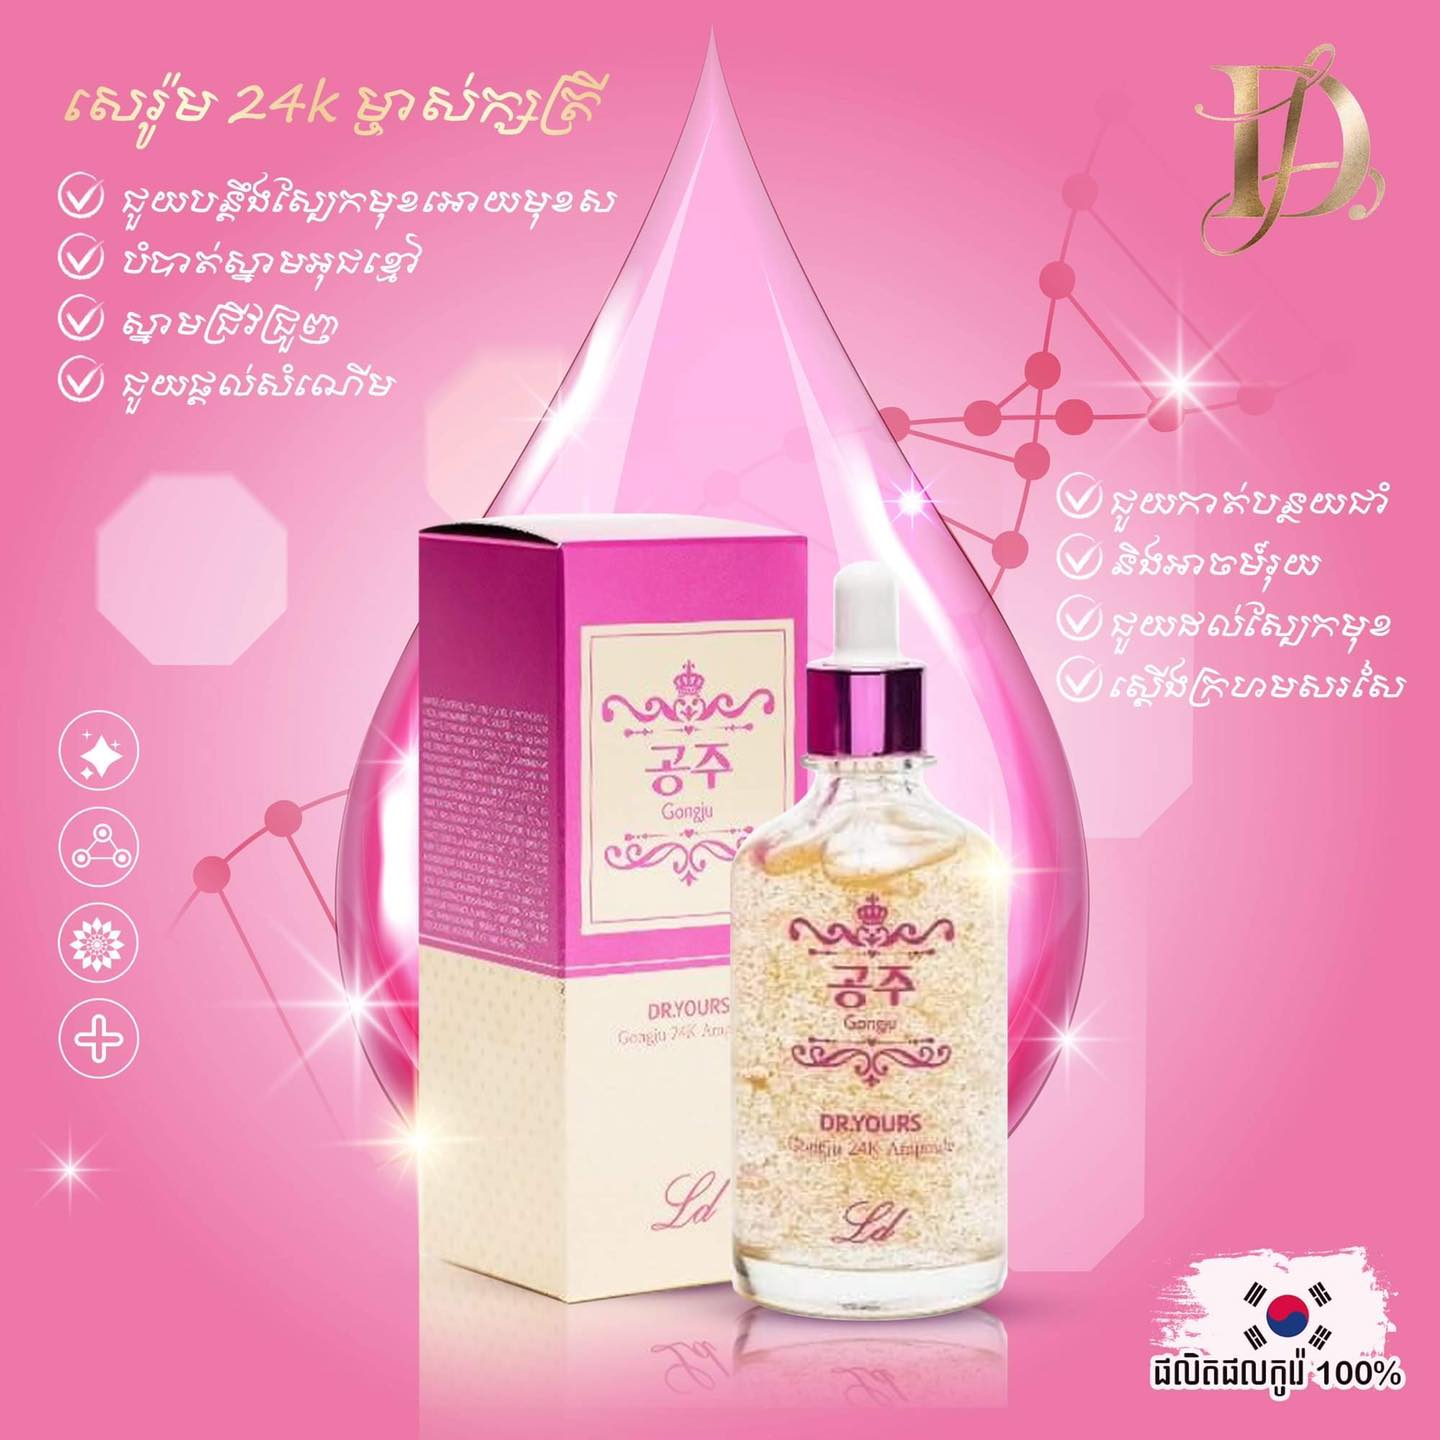 សេរ៉ូម 24k ម្ចាស់ក្សត្រី
ជួយបន្តឹងស្បែកមុខអោយមុខស
បំបាត់ស្នាមអុជខ្មៅ
ស្នាមជ្រីវជ្រួញ
ជួយផ្តល់សំណើម
ជួយកាត់បន្ថយជាំ
និងអាចម៍រុយ
ជួយដល់ស្បែកមុខ
ស្តើងក្រហមសរសៃ
공주
Gongju
DR.YOURS
Gongju 24K
Ld
공주
Gongju
DR.YOURS
Gongju 24K Ampoule
Ld
ផលិតផលកូរ៉េ 100%